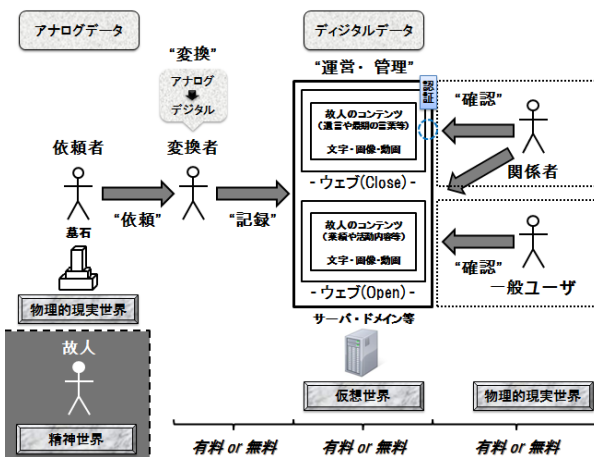 アナログデータ
ディジタルデータ
“変換”
“運営・管理”
アナログ
デジタル
認証
故人のコンテンツ
(遺言や最期の言葉等)
文字・画像・動画
- ウェブ(Close) -
“確認”
関係者
依頼者
変換者
“依頼”
“記録”
墓石
故人のコンテンツ
(業績や活動内容等)
文字・画像・動画
- ウェブ(Open) -
“確認”
一般ユーザ
サーバ・ドメイン等
物理的現実世界
故人
精神世界
仮想世界
物理的現実世界
有料 or 無料
有料 or 無料
有料 or 無料